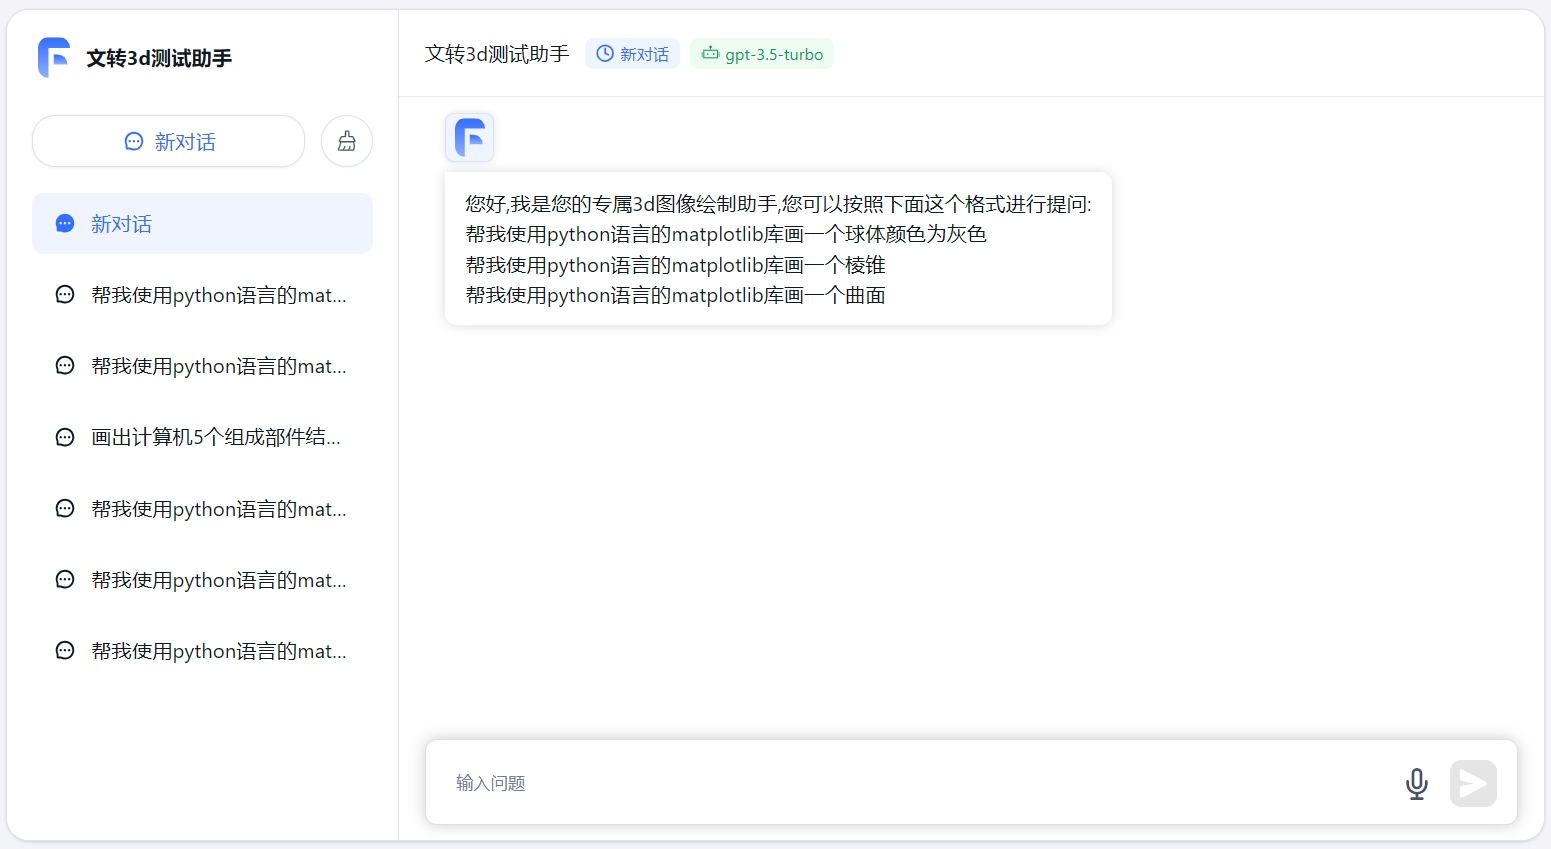 文转3d测试助手
新对话
新对话
帮我使用python语言的mat...
帮我使用python语言的mat...
画出计算机5个组成部件结...
帮我使用python语言的mat...
帮我使用python语言的mat...
帮我使用python语言的mat...
文转3d测试助手 新对话 gpt-3.5-turbo
您好,我是您的专属3d图像绘制助手,您可以按照下面这个格式进行提问:
帮我使用python语言的matplotlib库画一个球体颜色为灰色
帮我使用python语言的matplotlib库画一个棱锥
帮我使用python语言的matplotlib库画一个曲面
输入问题